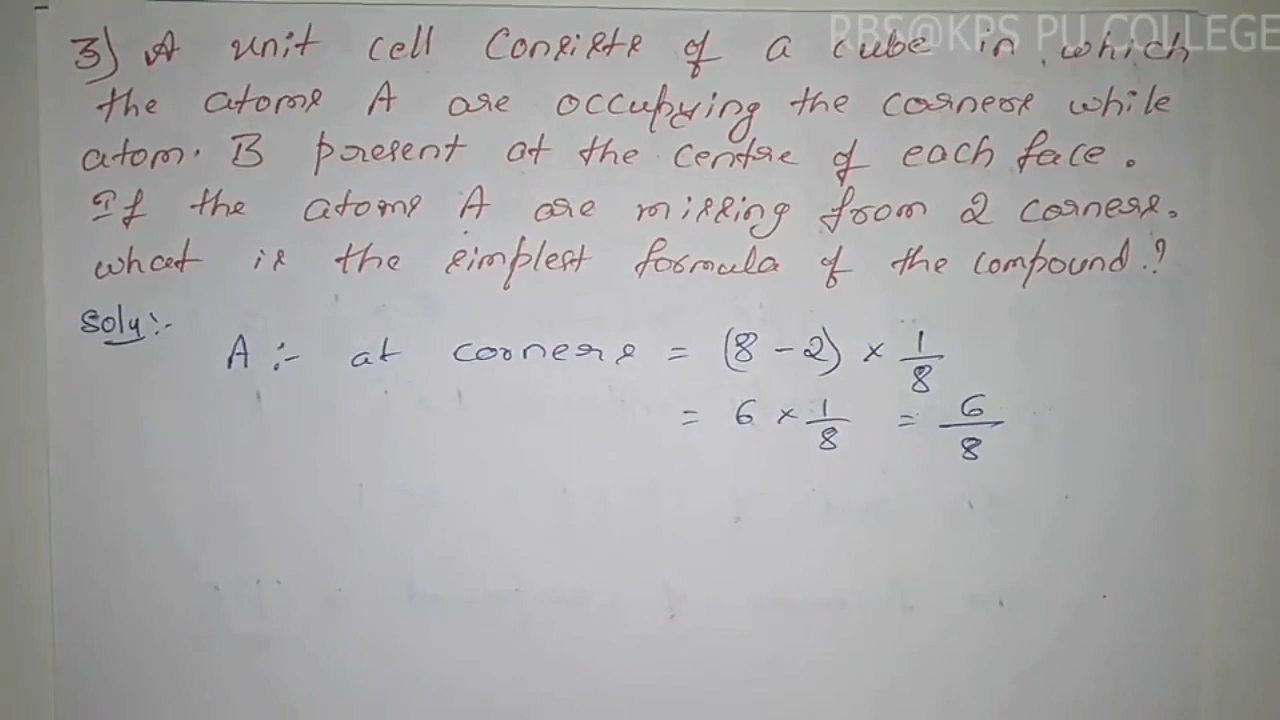 RBS@KPS PU COLLEGE
3) A unit cell consists of a cube in which
the atoms A are occupying the corners while
atom. B present at the centre of each face.
If the atoms A are missing from 2 corners.
what is the simplest formula of the compound.?
Soln:-
A :- at corners = (8 - 2) × 1/8
= 6 × 1/8 = 6/8